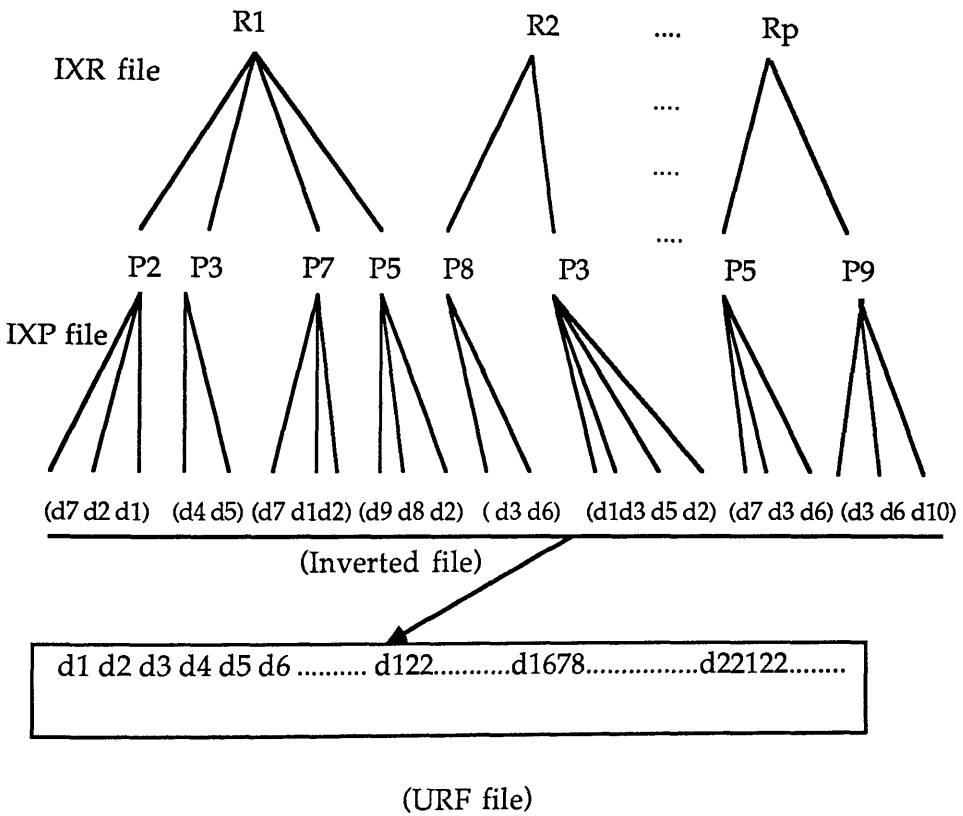 R1 R2 .... Rp
IXR file
....
....
....
P2 P3 P7 P5 P8 P3 P5 P9
IXP file
(d7 d2 d1) (d4 d5) (d7 d1d2) (d9 d8 d2) ( d3 d6) (d1d3 d5 d2) (d7 d3 d6) (d3 d6 d10)
(Inverted file)
d1 d2 d3 d4 d5 d6 .......... d122...........d1678................d22122........
(URF file)